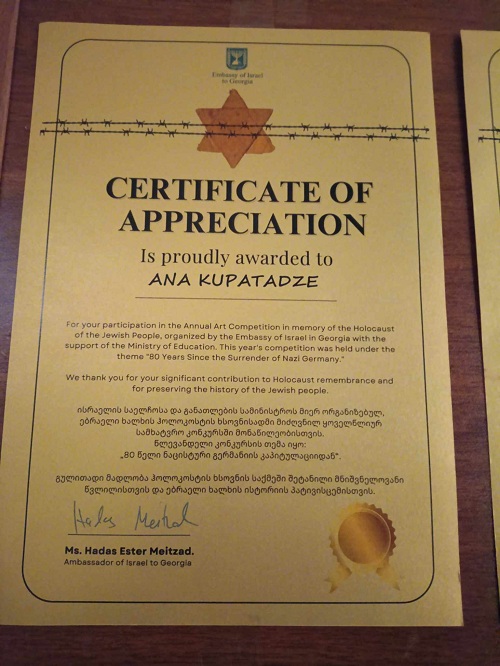 Embassy of Israel
to Georgia
CERTIFICATE OF
APPRECIATION
Is proudly awarded to
ANA KUPATADZE
For your participation in the Annual Art Competition in memory of the Holocaust
of the Jewish People, organized by the Embassy of Israel in Georgia with the
support of the Ministry of Education. This year's competition was held under the
theme "80 Years Since the Surrender of Nazi Germany."
We thank you for your significant contribution to Holocaust remembrance and
for preserving the history of the Jewish people.
ისრაელის საელჩოსა და განათლების სამინისტროს მიერ ორგანიზებულ,
ებრაელი ხალხის ჰოლოკოსტის ხსოვნისადმი მიძღვნილ ყოველწლიურ
სამხატვრო კონკურსში მონაწილეობისთვის.
წლევანდელი კონკურსის თემა იყო:
„80 წელი ნაცისტური გერმანიის კაპიტულაციიდან“.
გულითადი მადლობა ჰოლოკოსტის ხსოვნის საქმეში შეტანილი მნიშვნელოვანი
წვლილისთვის და ებრაელი ხალხის ისტორიის პატივისცემისთვის.
Hadas Meitzad
Ms. Hadas Ester Meitzad.
Ambassador of Israel to Georgia